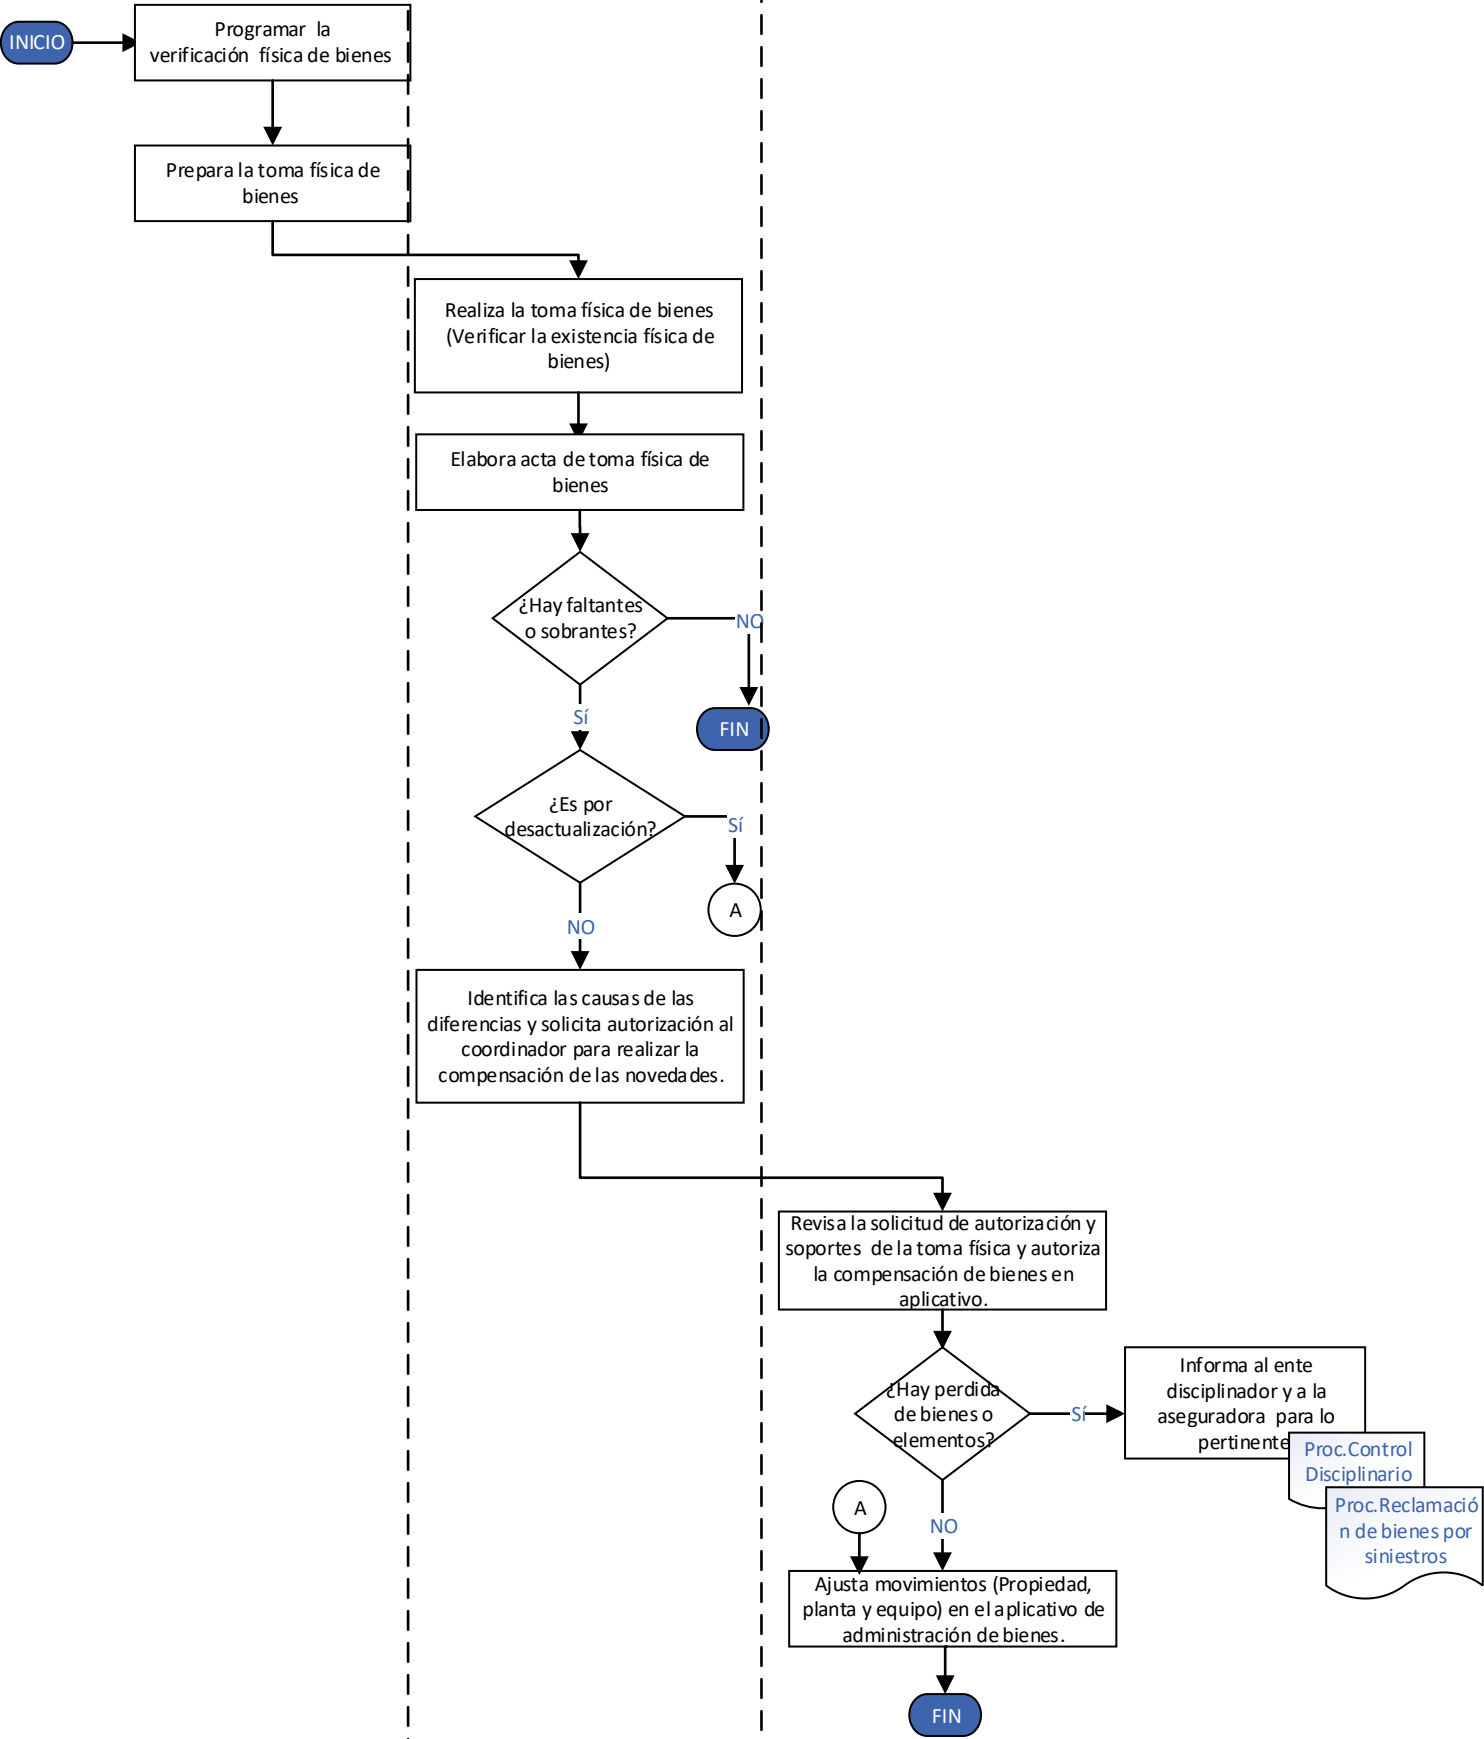 INICIO
Programar la
verificación física de bienes
Prepara la toma física de
bienes
Realiza la toma física de bienes
(Verificar la existencia física de
bienes)
Elabora acta de toma física de
bienes
¿Hay faltantes
o sobrantes?
NO
FIN
Sí
¿Es por
desactualización?
Sí
A
NO
Identifica las causas de las
diferencias y solicita autorización al
coordinador para realizar la
compensación de las novedades.
Revisa la solicitud de autorización y
soportes de la toma física y autoriza
la compensación de bienes en
aplicativo.
¿Hay perdida
de bienes o
elementos?
Sí
Informa al ente
disciplinador y a la
aseguradora para lo
pertinente
Proc.Control
Disciplinario
Proc.Reclamació
n de bienes por
siniestros
A
NO
Ajusta movimientos (Propiedad,
planta y equipo) en el aplicativo de
administración de bienes.
FIN